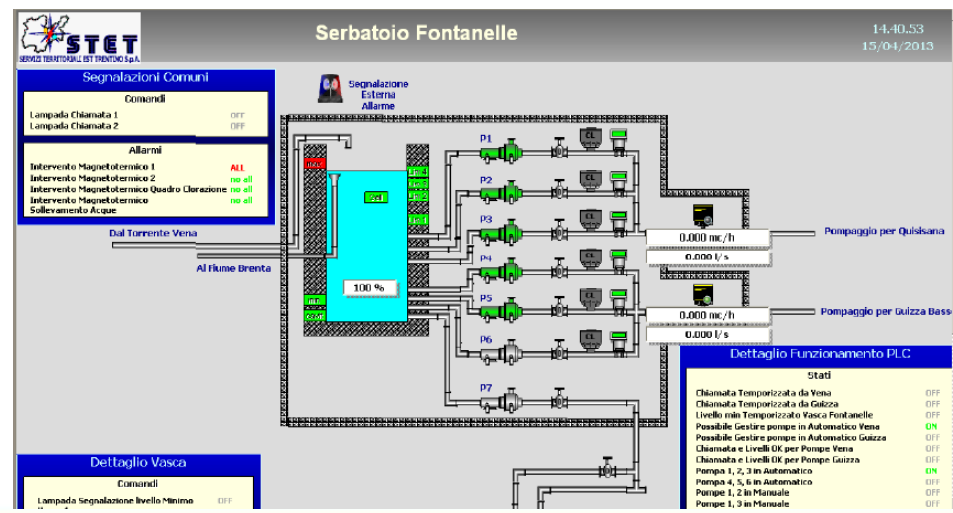 STET
SERVIZI TERRITORIALI EST TRENTINO S.p.A.
Serbatoio Fontanelle
14.40.53
15/04/2013
Segnalazioni Comuni
Comandi
Lampada Chiamata 1 OFF
Lampada Chiamata 2 OFF
Allarmi
Intervento Magnetotermico 1 ALL
Intervento Magnetotermico 2 no all
Intervento Magnetotermico Quadro Clorazione no all
Intervento Magnetotermico no all
Sollevamento Acque
Segnalazione
Esterna
Allarme
Dal Torrente Vena
Al Fiume Brenta
100 %
P1
P2
P3
P4
P5
P6
P7
CL
CL
CL
CL
CL
CL
0.000 mc/h
0.000 l/s
Pompaggio per Quisisana
0.000 mc/h
0.000 l/s
Pompaggio per Guizza Bass
Dettaglio Funzionamento PLC
Stati
Chiamata Temporizzata da Vena OFF
Chiamata Temporizzata da Guizza OFF
Livello min Temporizzato Vasca Fontanelle OFF
Possibile Gestire pompe in Automatico Vena ON
Possibile Gestire pompe in Automatico Guizza OFF
Chiamata e Livelli OK per Pompe Vena OFF
Chiamata e Livelli OK per Pompe Guizza OFF
Pompa 1, 2, 3 in Automatico ON
Pompa 4, 5, 6 in Automatico OFF
Pompe 1, 2 in Manuale OFF
Pompe 1, 3 in Manuale OFF
Dettaglio Vasca
Comandi
Lampada Segnalazione livello Minimo OFF